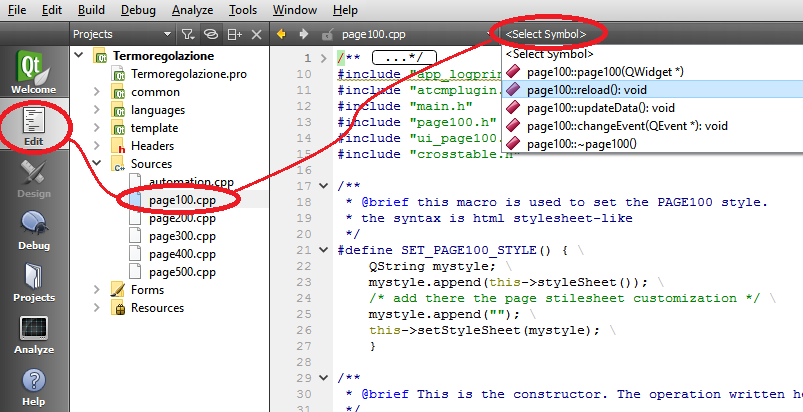 File Edit Build Debug Analyze Tools Window Help
Projects
page100.cpp
<Select Symbol>
Qt
Welcome
Edit
Design
Debug
Projects
Analyze
Help
Termoregolazione
Termoregolazione.pro
common
languages
template
Headers
Sources
automation.cpp
page100.cpp
page200.cpp
page300.cpp
page400.cpp
page500.cpp
Forms
Resources
<Select Symbol>
page100::page100(QWidget *)
page100::reload(): void
page100::updateData(): void
page100::changeEvent(QEvent *): void
page100::~page100()
1 /** ...*/
10 #include "app_logprin
11 #include "atcmplugin.
12 #include "main.h"
13 #include "page100.h"
14 #include "ui_page100.
15 #include "crosstable.h"
16
17 /**
18 * @brief this macro is used to set the PAGE100 style.
19 * the syntax is html stylesheet-like
20 */
21 #define SET_PAGE100_STYLE() { \
22 QString mystyle; \
23 mystyle.append(this->styleSheet()); \
24 /* add there the page stilesheet customization */ \
25 mystyle.append(""); \
26 this->setStyleSheet(mystyle); \
27 }
28
29 /**
30 * @brief This is the constructor. The operation written he
31 */